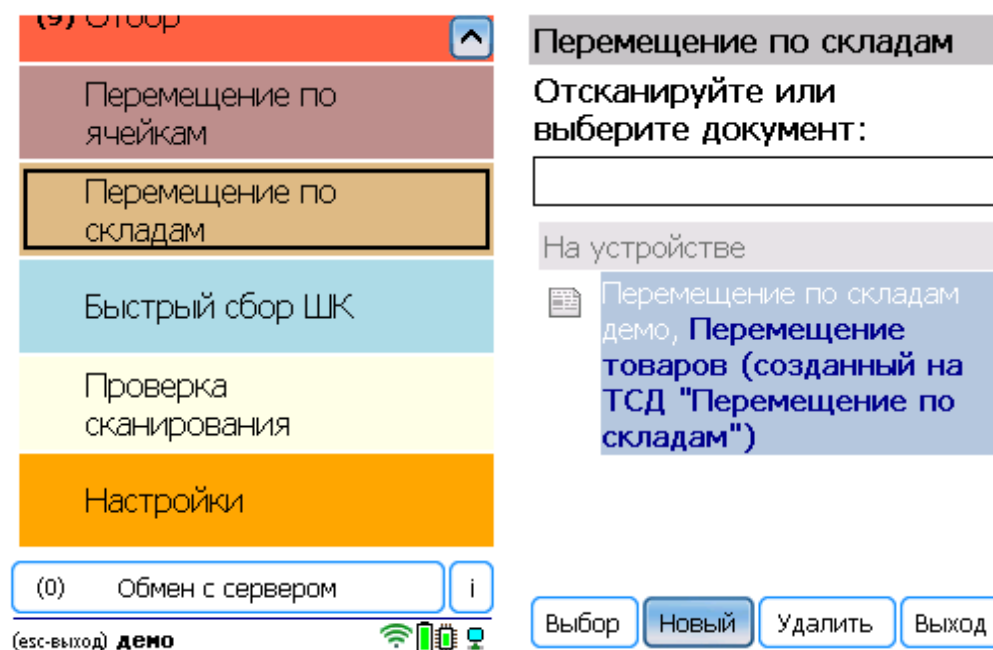 (9) Отбор
Перемещение по
ячейкам
Перемещение по
складам
Быстрый сбор ШК
Проверка
сканирования
Настройки
(0) Обмен с сервером i
(esc-выход) демо
Перемещение по складам
Отсканируйте или
выберите документ:
На устройстве
Перемещение по складам
демо, Перемещение
товаров (созданный на
ТСД "Перемещение по
складам")
Выбор Новый Удалить Выход